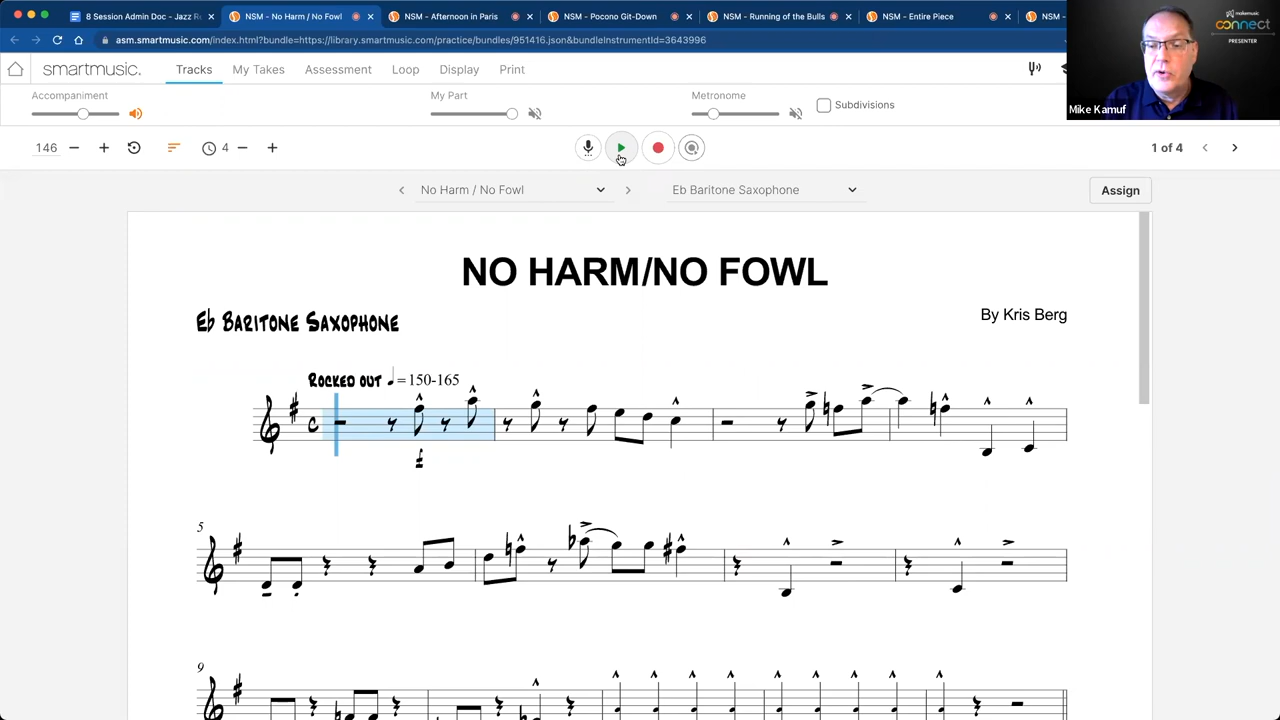 8 Session Admin Doc - Jazz R
NSM - No Harm / No Fowl
NSM - Afternoon in Paris
NSM - Pocono Git-Down
NSM - Running of the Bulls
NSM - Entire Piece
NSM -
asm.smartmusic.com/index.html?bundle=https://library.smartmusic.com/practice/bundles/951416.json&bundleInstrumentId=3643996
makemusic
connect
PRESENTER
Mike Kamuf
smartmusic.
Tracks
My Takes
Assessment
Loop
Display
Print
Accompaniment
My Part
Metronome
Subdivisions
146
4
1 of 4
No Harm / No Fowl
Eb Baritone Saxophone
Assign
NO HARM/NO FOWL
E♭ BARITONE SAXOPHONE
By Kris Berg
ROCKED OUT ♩=150-165
f
5
9